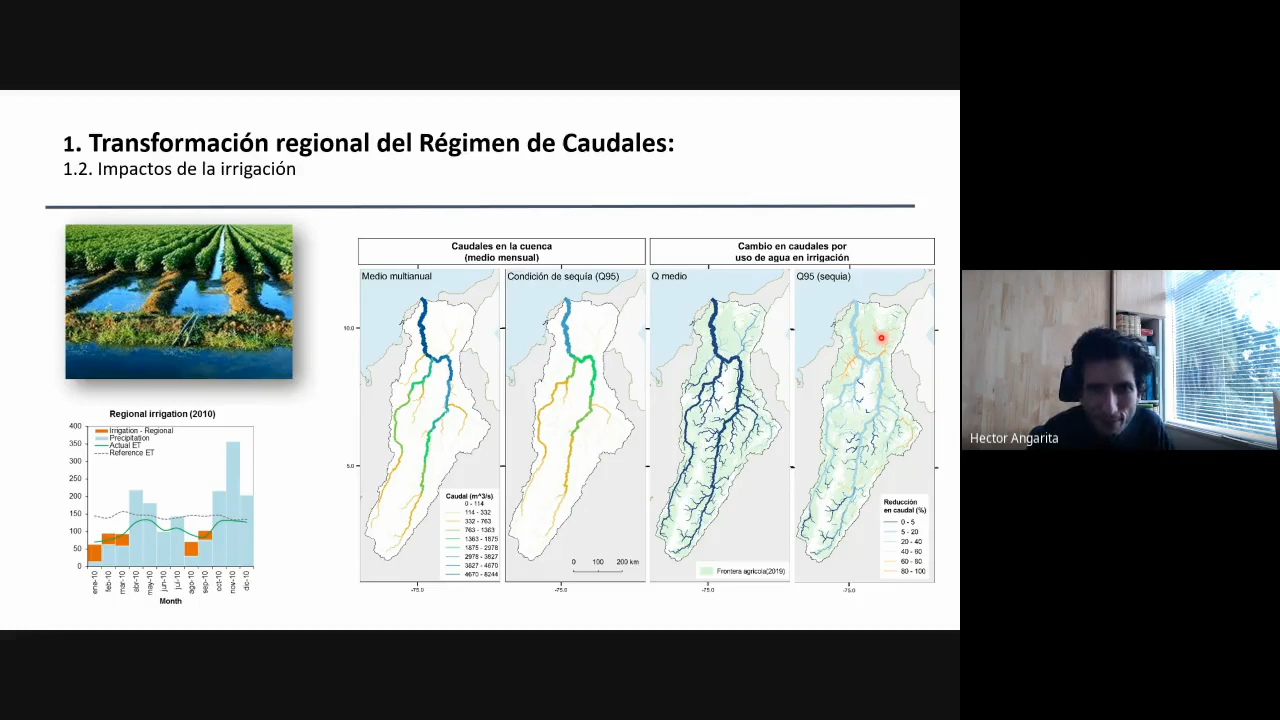 1. Transformación regional del Régimen de Caudales:
1.2. Impactos de la irrigación
Caudales en la cuenca
(medio mensual)
Cambio en caudales por
uso de agua en irrigación
Medio multianual
Condición de sequía (Q95)
Q medio
Q95 (sequia)
10.0
5.0
Caudal (m^3/s)
0 - 114
114 - 332
332 - 763
763 - 1363
1363 - 1875
1875 - 2978
2978 - 3827
3827 - 4670
4670 - 8244
0 100 200 km
Frontera agrícola(2019)
Reducción
en caudal (%)
0 - 5
5 - 20
20 - 40
40 - 60
60 - 80
80 - 100
-75.0
-75.0
-75.0
-75.0
Regional irrigation (2010)
Irrigation - Regional
Precipitation
Actual ET
Reference ET
400
350
300
250
200
150
100
50
0
ene-10
feb-10
mar-10
abr-10
may-10
jun-10
jul-10
ago-10
sep-10
oct-10
nov-10
dic-10
Month
Hector Angarita